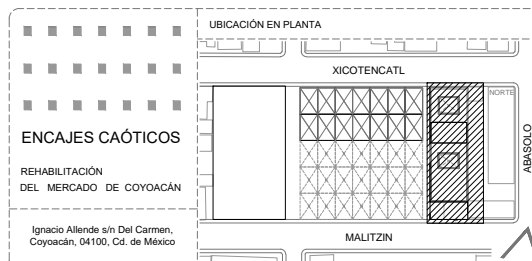 UBICACIÓN EN PLANTA
XICOTENCATL
NORTE
ABASOLO
MALITZIN
ENCAJES CAÓTICOS
REHABILITACIÓN
DEL MERCADO DE COYOACÁN
Ignacio Allende s/n Del Carmen,
Coyoacán, 04100, Cd. de México